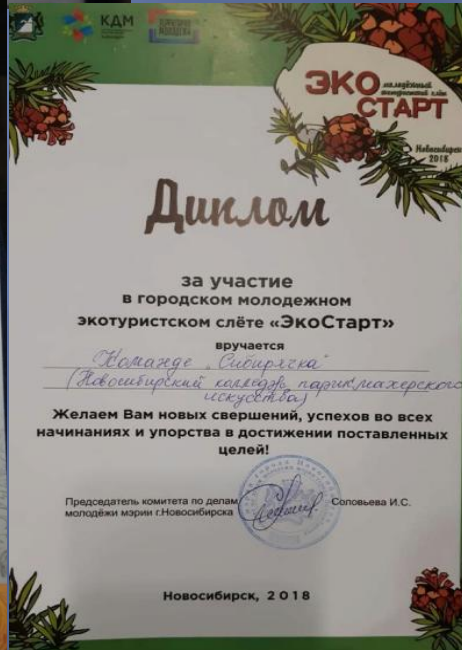 КДМ
ЭКО
молодёжный
СТАРТ
Новосибирск
2018
Диплом
за участие
в городском молодежном
экотуристском слёте «ЭкоСтарт»
вручается
Команде „Сибирячка"
(Новосибирский колледж парикмахерского
искусства)
Желаем Вам новых свершений, успехов во всех
начинаниях и упорства в достижении поставленных
целей!
Председатель комитета по делам
молодёжи мэрии г.Новосибирска
Соловьева И.С.
Новосибирск, 2018